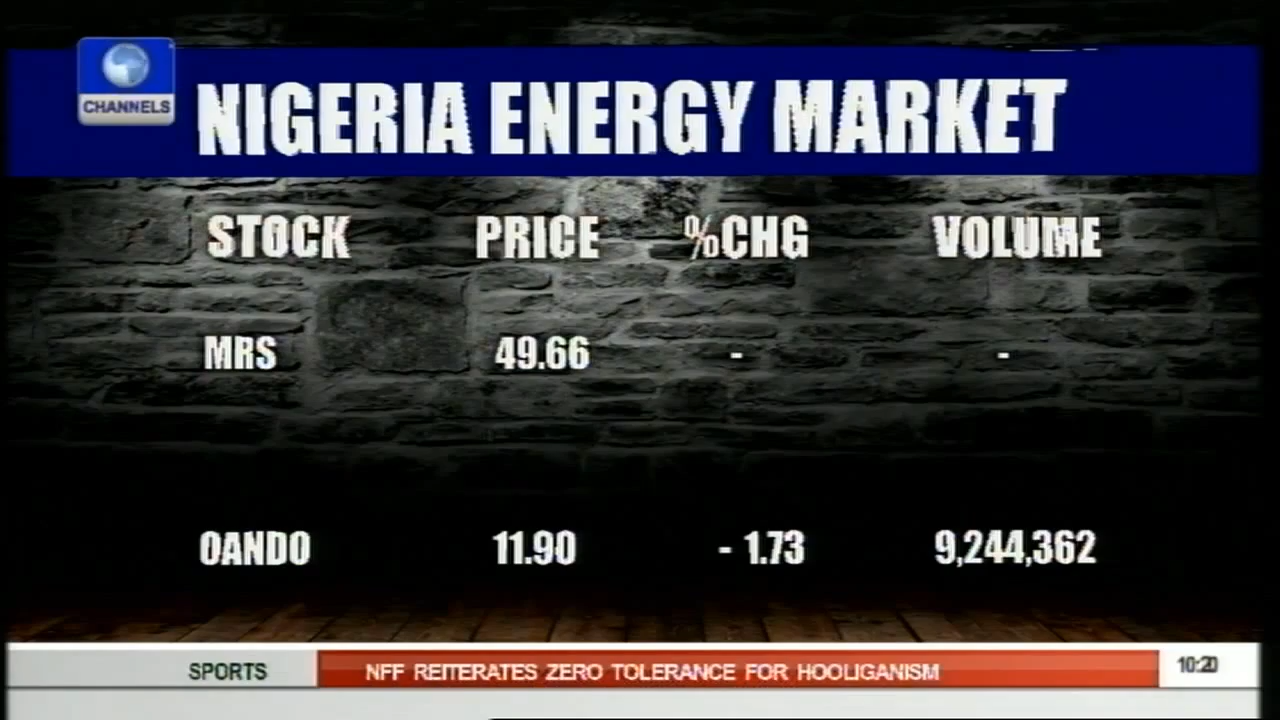 CHANNELS
NIGERIA ENERGY MARKET
STOCK PRICE %CHG VOLUME
MRS 49.66 - -
OANDO 11.90 - 1.73 9,244,362
SPORTS NFF REITERATES ZERO TOLERANCE FOR HOOLIGANISM 10:20